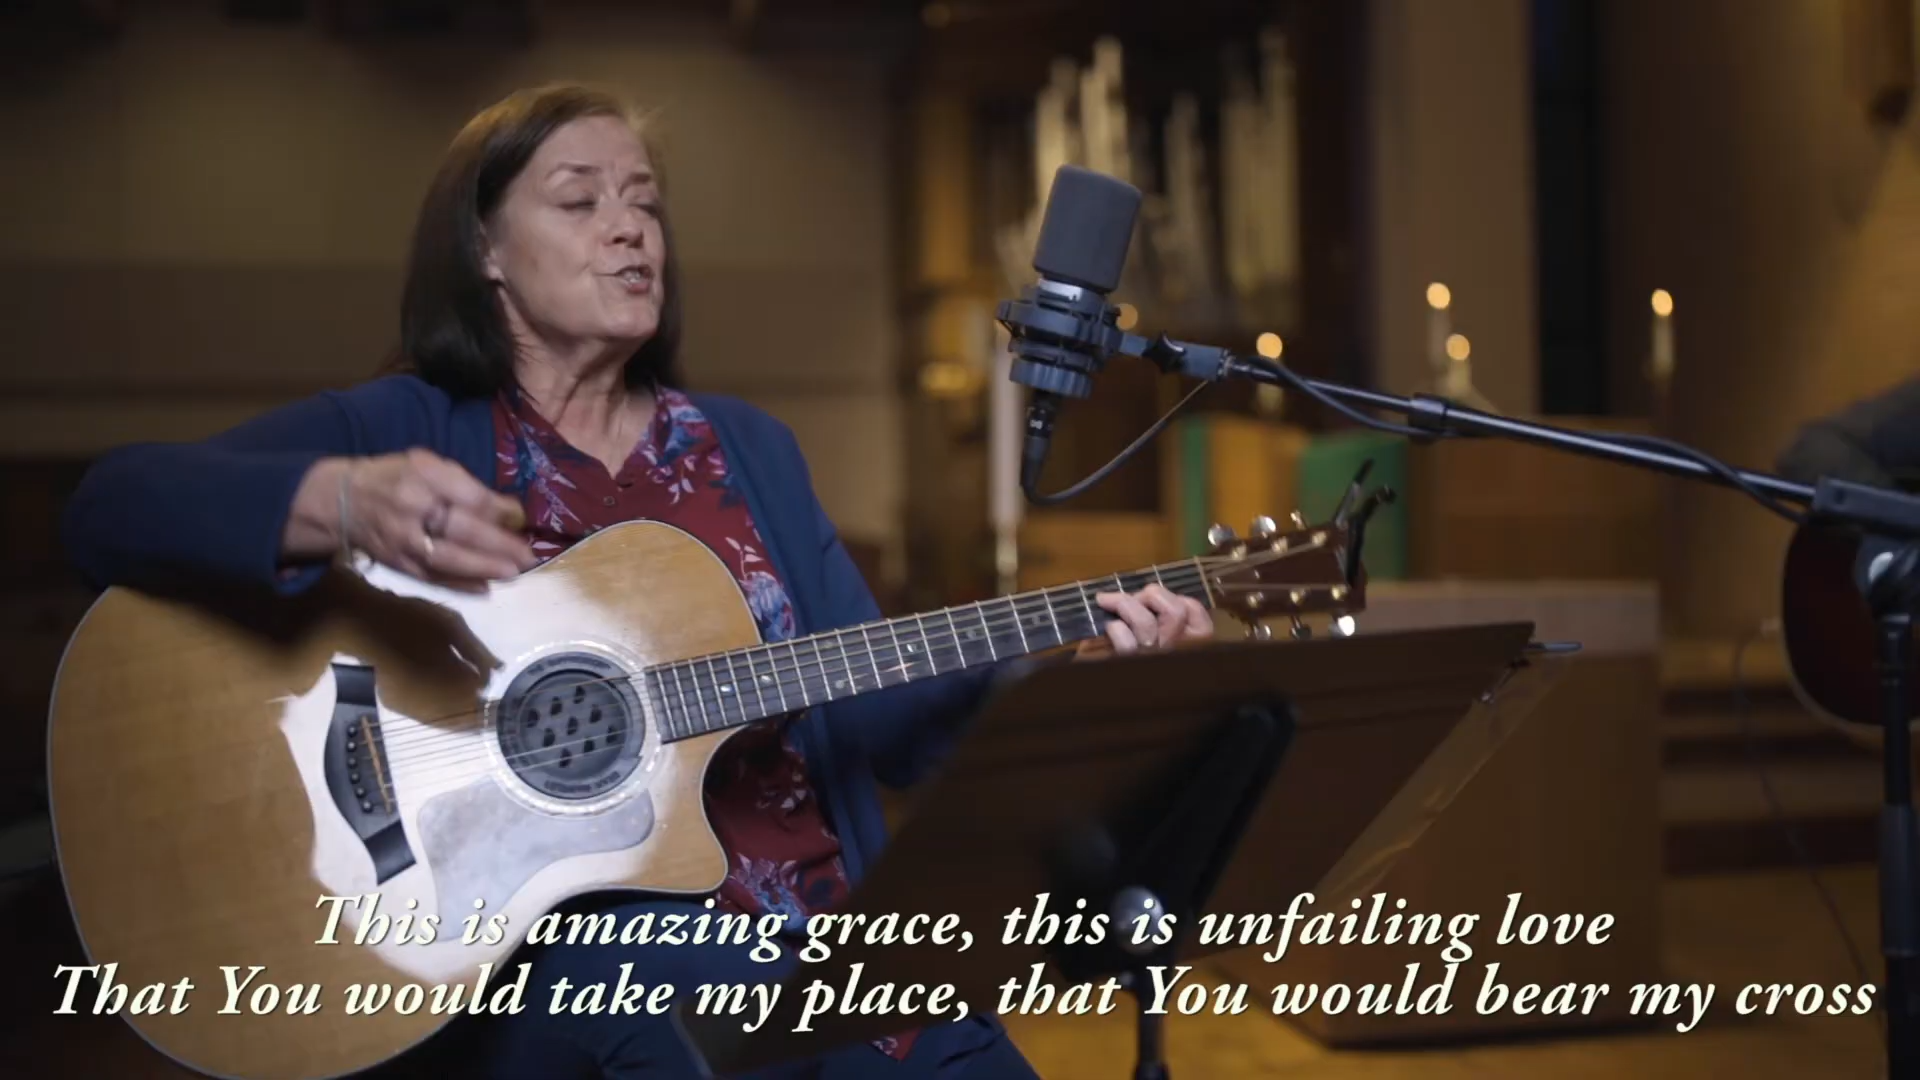 This is amazing grace, this is unfailing love
That You would take my place, that You would bear my cross